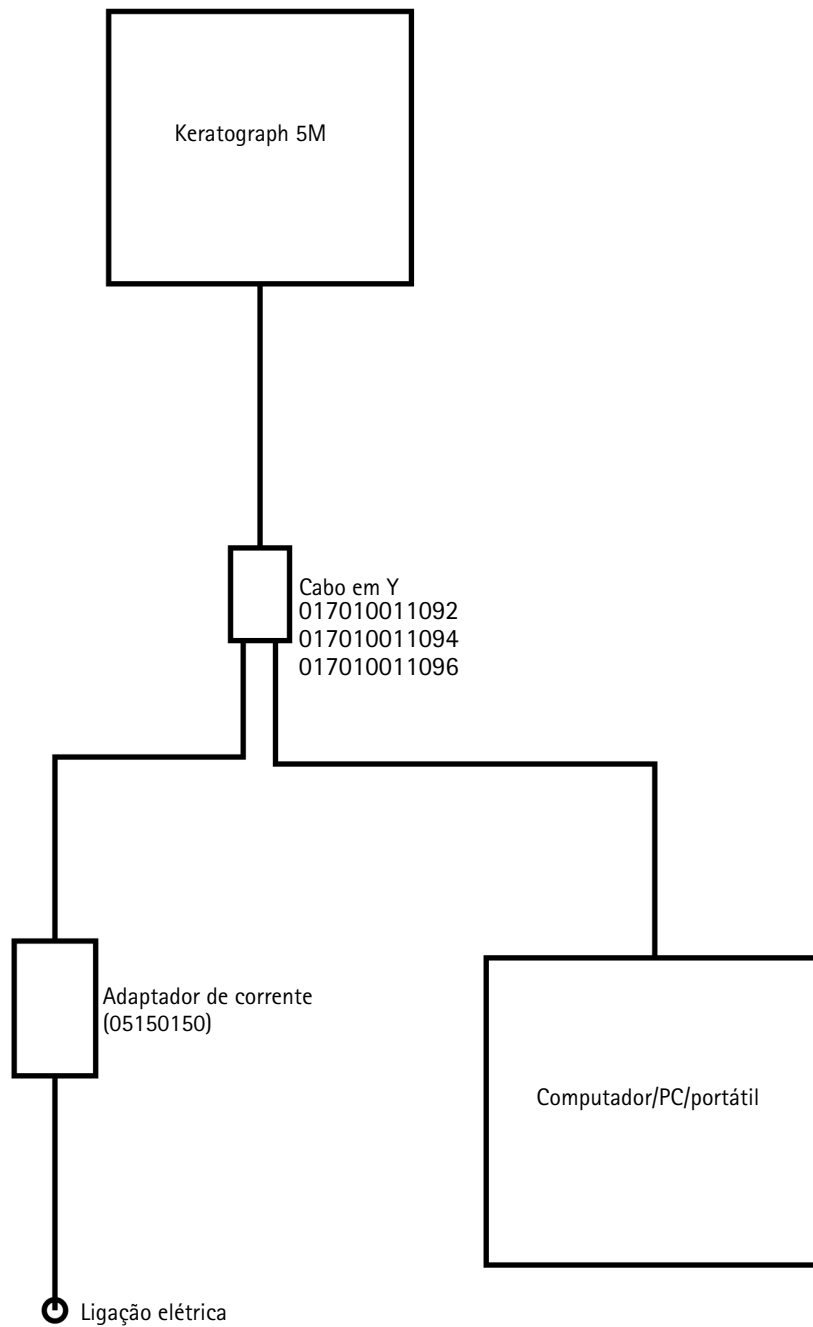 Keratograph 5M
Cabo em Y
017010011092
017010011094
017010011096
Adaptador de corrente
(05150150)
Computador/PC/portátil
Ligação elétrica